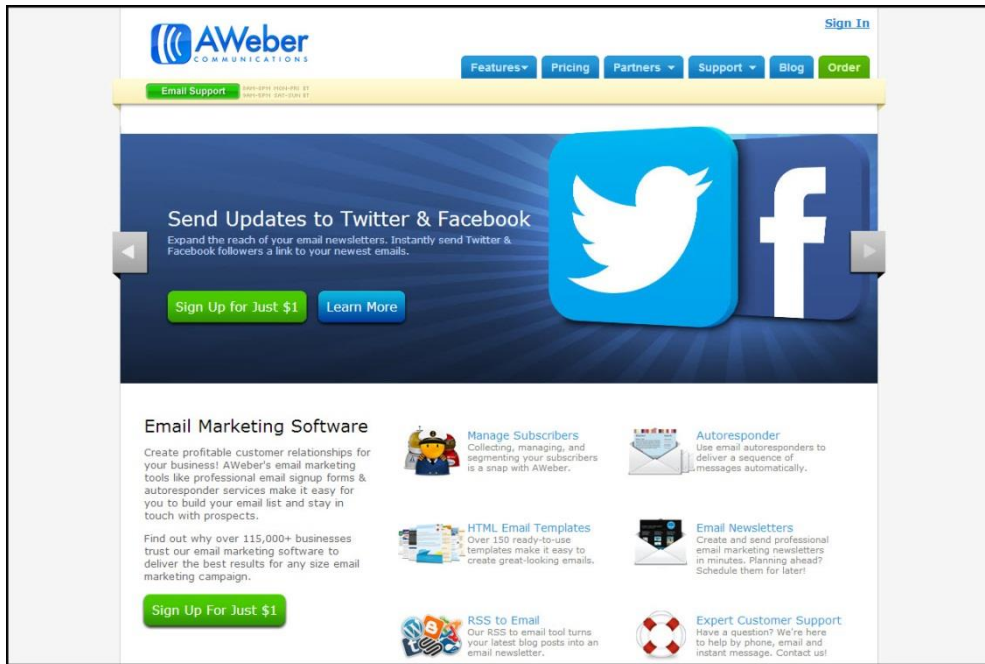 Sign In
AWeber
COMMUNICATIONS
Features Pricing Partners Support Blog Order
Email Support 8AM-8PM MON-FRI ET
9AM-5PM SAT-SUN ET
Send Updates to Twitter & Facebook
Expand the reach of your email newsletters. Instantly send Twitter &
Facebook followers a link to your newest emails.
Sign Up for Just $1 Learn More
Email Marketing Software
Create profitable customer relationships for
your business! AWeber's email marketing
tools like professional email signup forms &
autoresponder services make it easy for
you to build your email list and stay in
touch with prospects.
Find out why over 115,000+ businesses
trust our email marketing software to
deliver the best results for any size email
marketing campaign.
Sign Up For Just $1
Manage Subscribers
Collecting, managing, and
segmenting your subscribers
is a snap with AWeber.
Autoresponder
Use email autoresponders to
deliver a sequence of
messages automatically.
HTML Email Templates
Over 150 ready-to-use
templates make it easy to
create great-looking emails.
Email Newsletters
Create and send professional
email marketing newsletters
in minutes. Planning ahead?
Schedule them for later!
RSS to Email
Our RSS to email tool turns
your latest blog posts into an
email newsletter.
Expert Customer Support
Have a question? We're here
to help by phone, email and
instant message. Contact us!